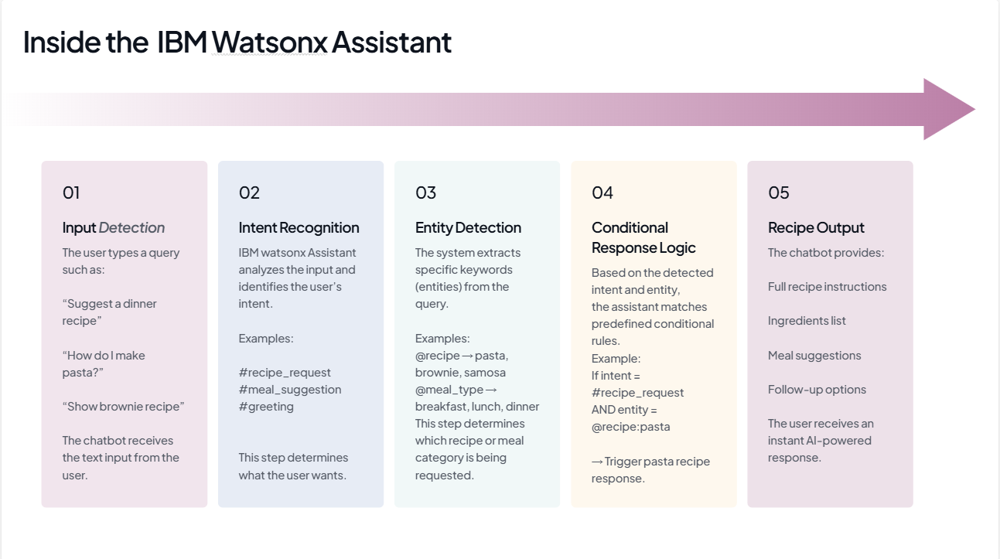 Inside the IBM Watsonx Assistant
01
Input Detection
The user types a query
such as:
“Suggest a dinner
recipe”
“How do I make
pasta?”
“Show brownie recipe”
The chatbot receives
the text input from the
user.
02
Intent Recognition
IBM watsonx Assistant
analyzes the input and
identifies the user’s
intent.
Examples:
#recipe_request
#meal_suggestion
#greeting
This step determines
what the user wants.
03
Entity Detection
The system extracts
specific keywords
(entities) from the
query.
Examples:
@recipe → pasta,
brownie, samosa
@meal_type →
breakfast, lunch, dinner
This step determines
which recipe or meal
category is being
requested.
04
Conditional
Response Logic
Based on the detected
intent and entity,
the assistant matches
predefined conditional
rules.
Example:
If intent =
#recipe_request
AND entity =
@recipe:pasta
→ Trigger pasta recipe
response.
05
Recipe Output
The chatbot provides:
Full recipe instructions
Ingredients list
Meal suggestions
Follow-up options
The user receives an
instant AI-powered
response.